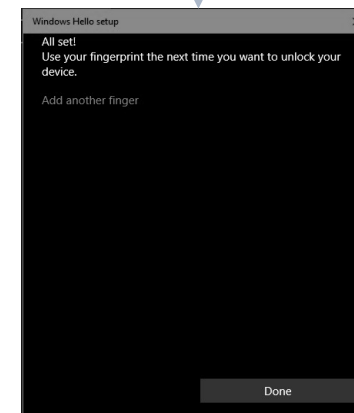 Windows Hello setup
All set!
Use your fingerprint the next time you want to unlock your
device.
Add another finger
Done